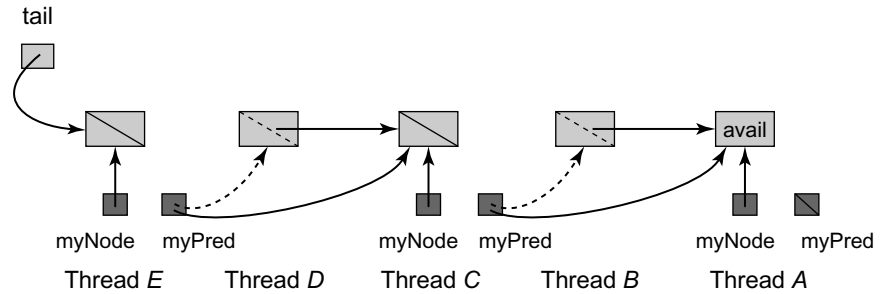 tail
avail
myNode myPred myNode myPred myNode myPred
Thread E Thread D Thread C Thread B Thread A